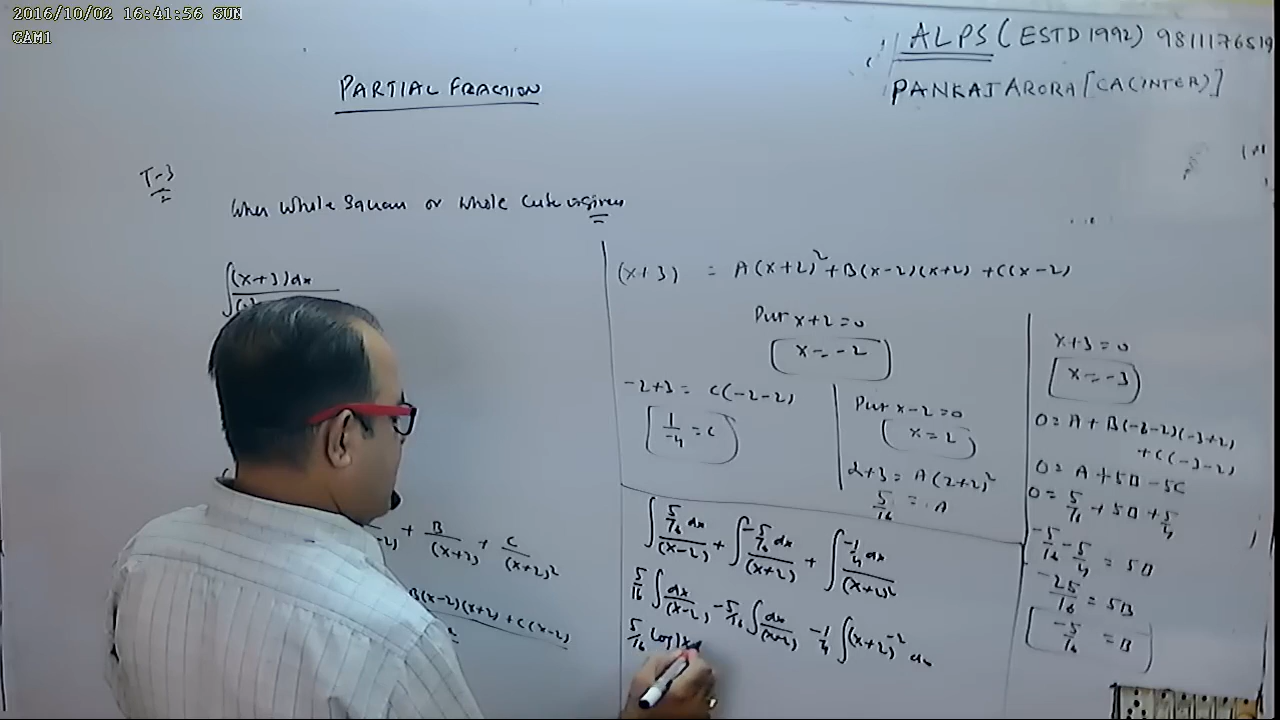 2016/10/02 16:41:56 SUN
CAM1
ALPS (ESTD 1992) 9811176519
PANKAJ ARORA [CA(INTER)]
PARTIAL FRACTION
T-3
When Whole Square or Whole Cube is given
∫(x+3)dx
+ B/(x+2) + C/(x+2)²
B(x-2)(x+2) + C(x-2)
(x+3) = A(x+2)² + B(x-2)(x+2) + C(x-2)
Put x+2=0
x=-2
-2+3 = C(-2-2)
1/-4 = C
Put x-2=0
x=2
2+3 = A(2+2)²
5/16 = A
x+3=0
x=-3
0= A + B(-3-2)(-3+2)
+ C(-3-2)
0= A + 5B - 5C
0= 5/16 + 5B + 5/4
-5/16 - 5/4 = 5B
-25/16 = 5B
-5/16 = B
∫ 5/16 dx/(x-2) + ∫ -5/16 dx/(x+2) + ∫ -1/4 dx/(x+2)²
5/16 ∫ dx/(x-2) - 5/16 ∫ dx/(x+2) - 1/4 ∫ (x+2)⁻² dx
5/16 log|x